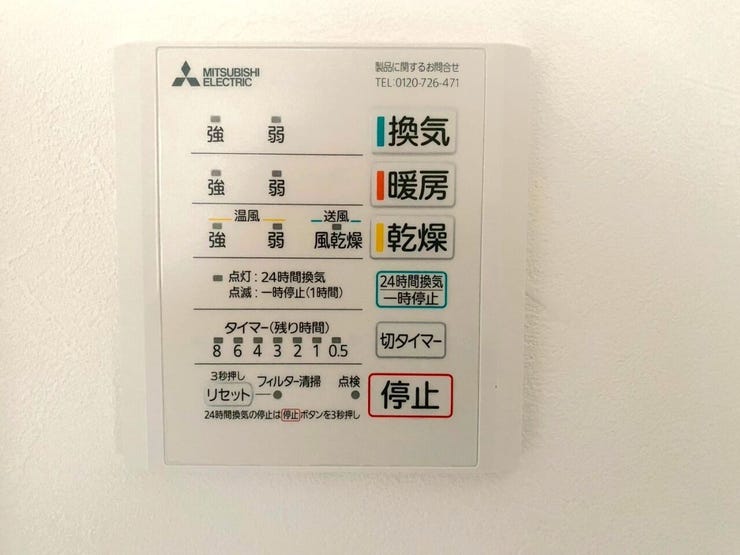 MITSUBISHI
ELECTRIC
製品に関するお問合せ
TEL:0120-726-471
強 弱 換気
強 弱 暖房
温風 送風
強 弱 風乾燥 乾燥
点灯:24時間換気
点滅:一時停止(1時間)
24時間換気
一時停止
タイマー(残り時間)
8 6 4 3 2 1 0.5
切タイマー
3秒押し
リセット フィルター清掃 点検
停止
24時間換気の停止は停止ボタンを3秒押し